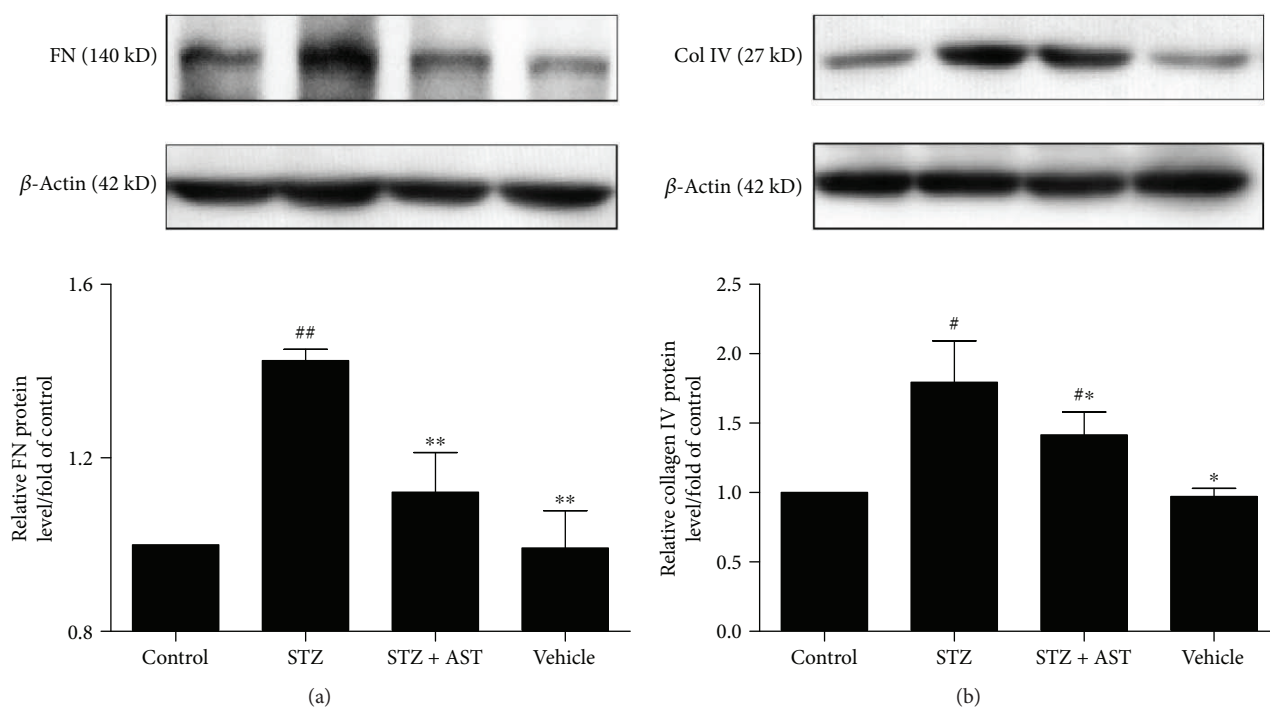 FN (140 kD)
β-Actin (42 kD)
Relative FN protein
level/fold of control
1.6
1.2
0.8
##
**
**
Control STZ STZ + AST Vehicle
(a)
Col IV (27 kD)
β-Actin (42 kD)
Relative collagen IV protein
level/fold of control
2.5
2.0
1.5
1.0
0.5
0.0
#
#*
*
Control STZ STZ + AST Vehicle
(b)